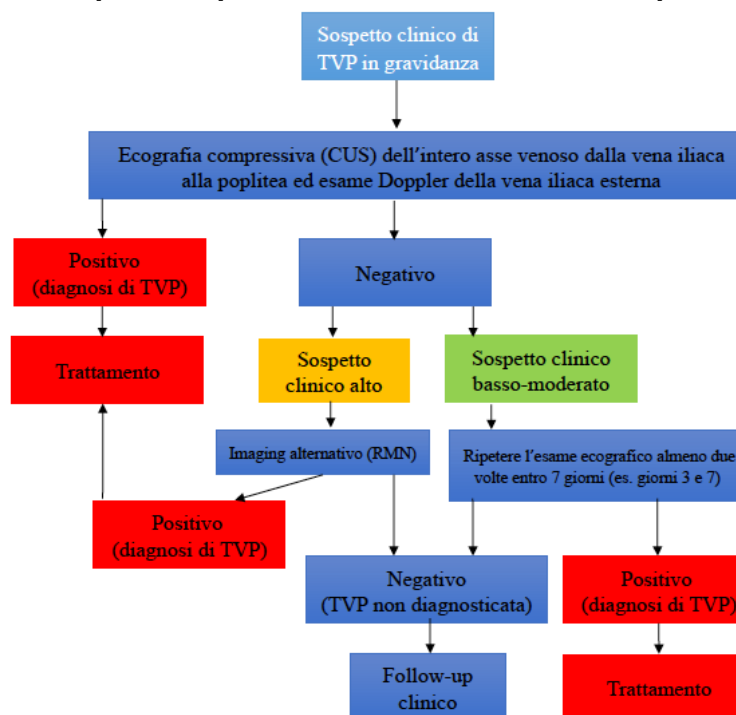 Sospetto clinico di
TVP in gravidanza
Ecografia compressiva (CUS) dell'intero asse venoso dalla vena iliaca
alla poplitea ed esame Doppler della vena iliaca esterna
Positivo
(diagnosi di TVP)
Negativo
Trattamento
Sospetto
clinico alto
Sospetto clinico
basso-moderato
Imaging alternativo (RMN)
Ripetere l'esame ecografico almeno due
volte entro 7 giorni (es. giorni 3 e 7)
Positivo
(diagnosi di TVP)
Negativo
(TVP non diagnosticata)
Positivo
(diagnosi di TVP)
Follow-up
clinico
Trattamento